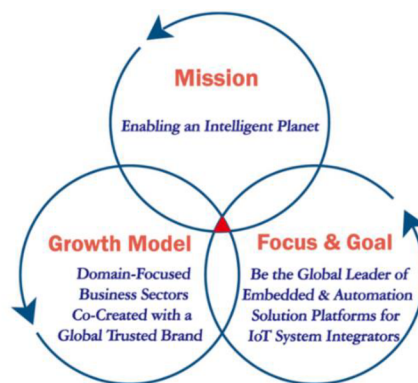 Mission
Enabling an Intelligent Planet
Growth Model
Domain-Focused
Business Sectors
Co-Created with a
Global Trusted Brand
Focus & Goal
Be the Global Leader of
Embedded & Automation
Solution Platforms for
IoT System Integrators